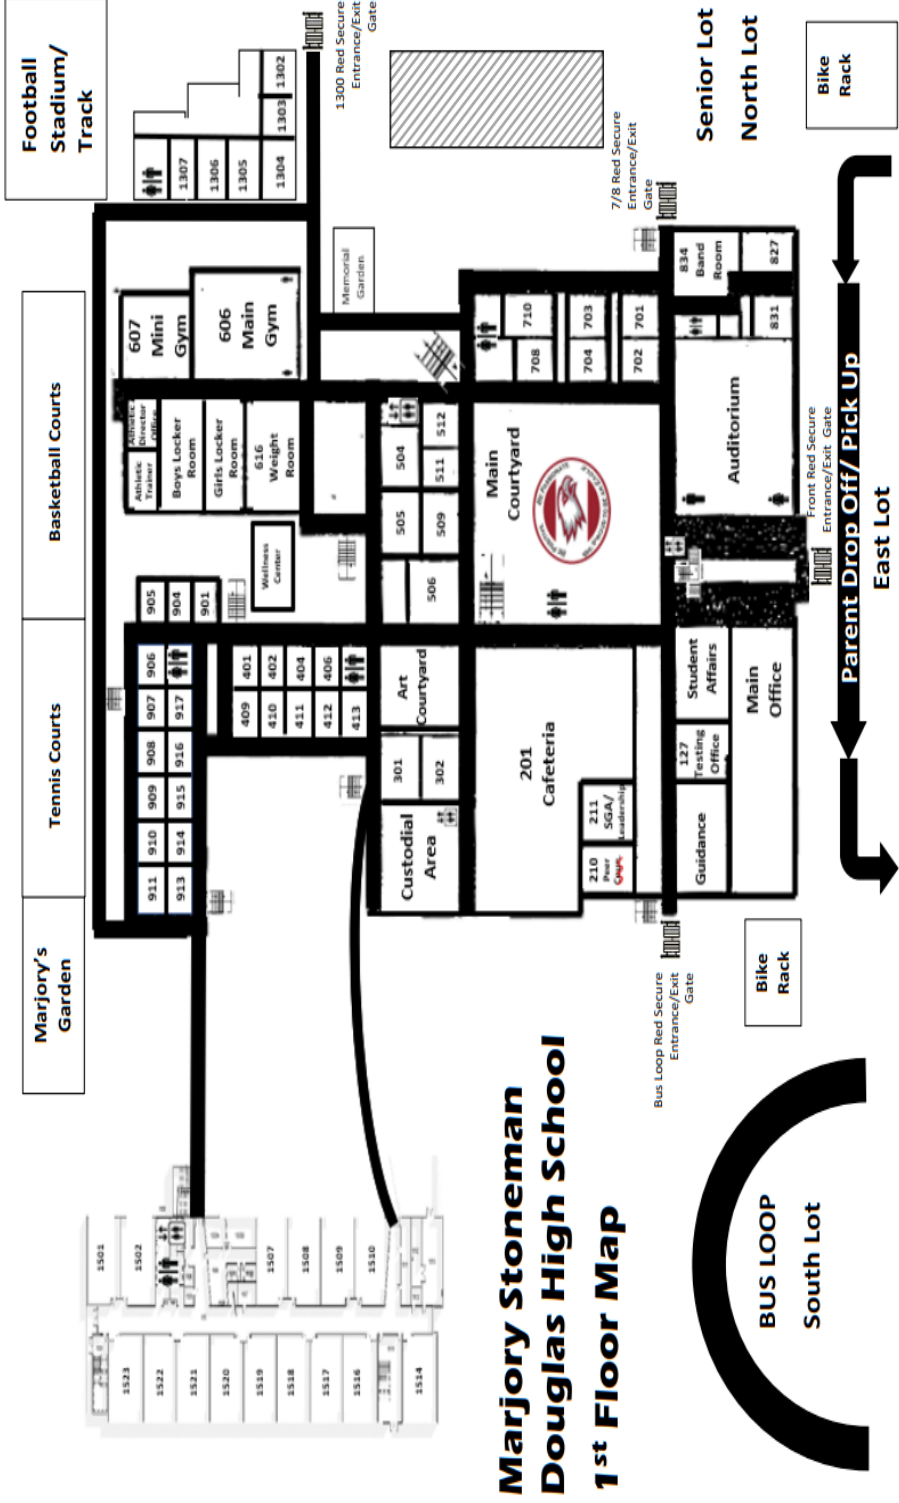 Marjory Stoneman
Douglas High School
1st Floor Map
Marjory's
Garden
Tennis Courts
Basketball Courts
Football
Stadium/
Track
1501
1502
1507
1508
1509
1510
1523
1522
1521
1520
1519
1518
1517
1516
1514
911
910
909
908
907
906
913
914
915
916
917
905
904
901
409
410
411
412
413
401
402
404
406
Wellness
Center
Athletic
Trainer
Athletic
Director
Office
Boys Locker
Room
Girls Locker
Room
616
Weight
Room
607
Mini
Gym
606
Main
Gym
1307
1306
1305
1304
1303
1302
1300 Red Secure
Entrance/Exit
Gate
Memorial
Garden
Custodial
Area
301
302
Art
Courtyard
506
505
509
504
511
512
Main
Courtyard
708
710
704
703
702
701
7/8 Red Secure
Entrance/Exit
Gate
201
Cafeteria
210
Peer
211
SGA/
Leadership
Bus Loop Red Secure
Entrance/Exit
Gate
Guidance
127
Testing
Office
Student
Affairs
Main
Office
Auditorium
831
834
Band
Room
827
Front Red Secure
Entrance/Exit Gate
Senior Lot
North Lot
Bike
Rack
Parent Drop Off/ Pick Up
East Lot
Bike
Rack
BUS LOOP
South Lot